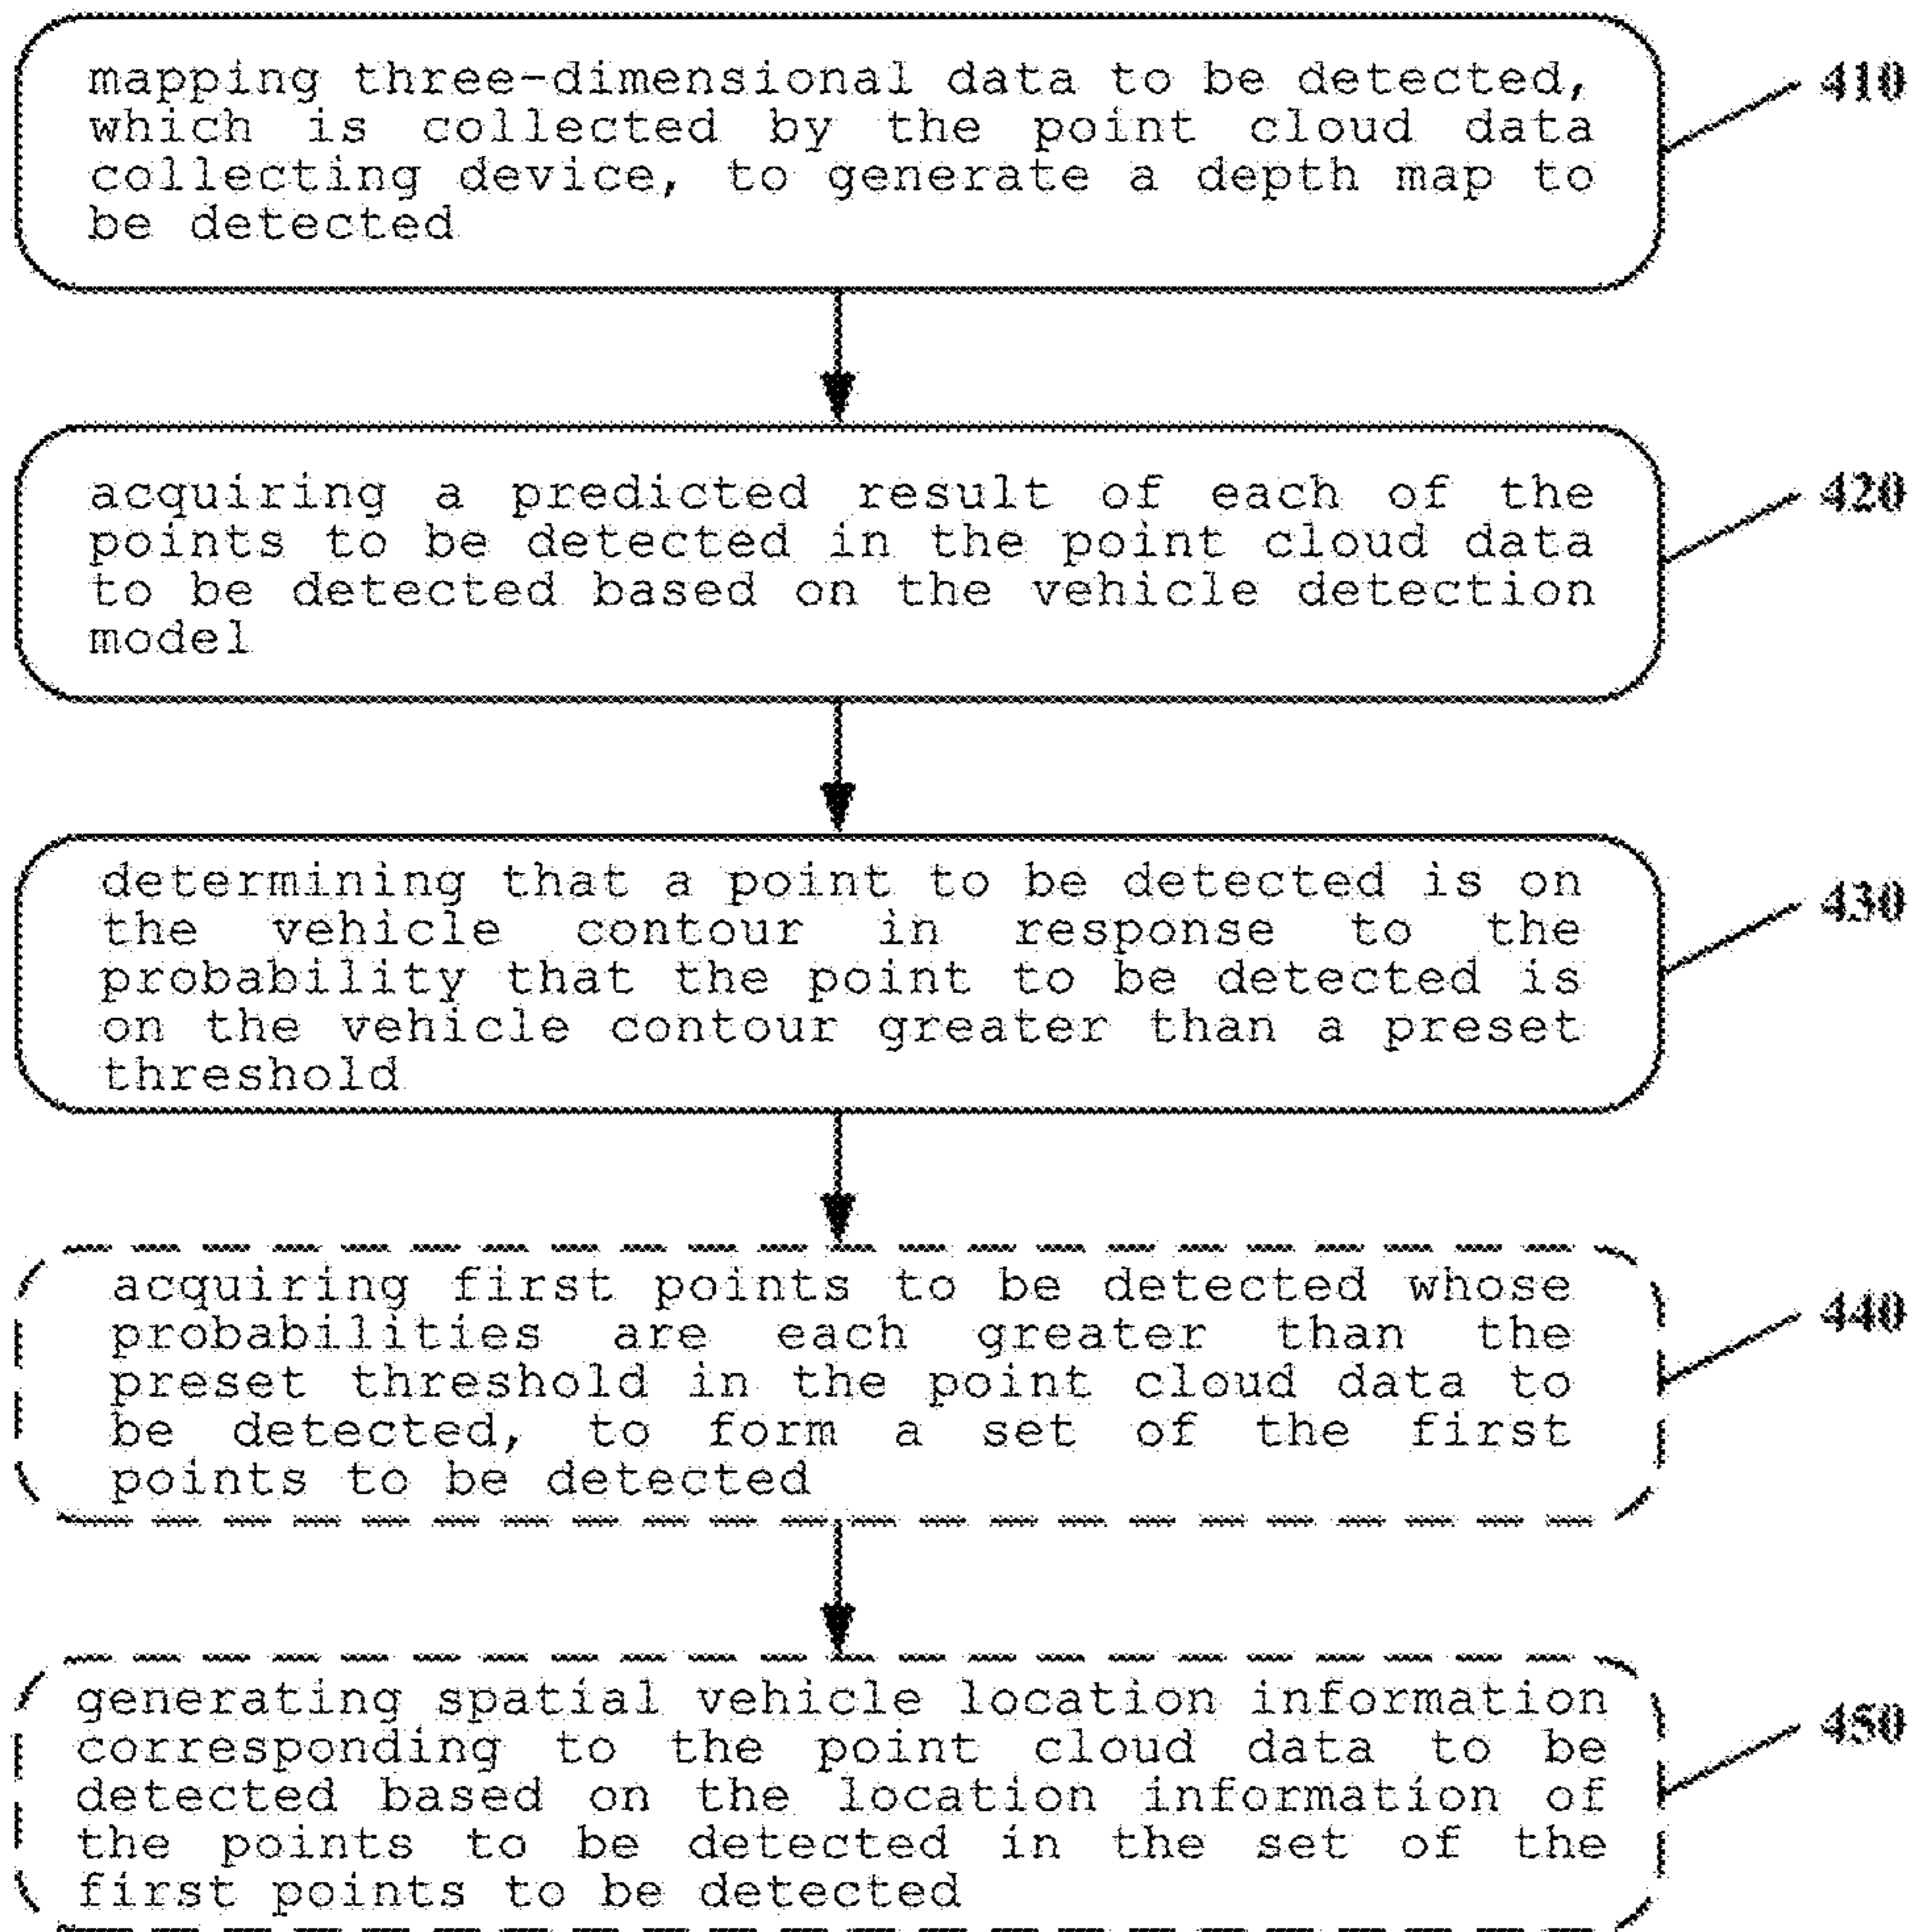 mapping three-dimensional data to be detected,
which is collected by the point cloud data
collecting device, to generate a depth map to
be detected
410
acquiring a predicted result of each of the
points to be detected in the point cloud data
to be detected based on the vehicle detection
model
420
determining that a point to be detected is on
the vehicle contour in response to the
probability that the point to be detected is
on the vehicle contour greater than a preset
threshold
430
acquiring first points to be detected whose
probabilities are each greater than the
preset threshold in the point cloud data to
be detected, to form a set of the first
points to be detected
440
generating spatial vehicle location information
corresponding to the point cloud data to be
detected based on the location information of
the points to be detected in the set of the
first points to be detected
450